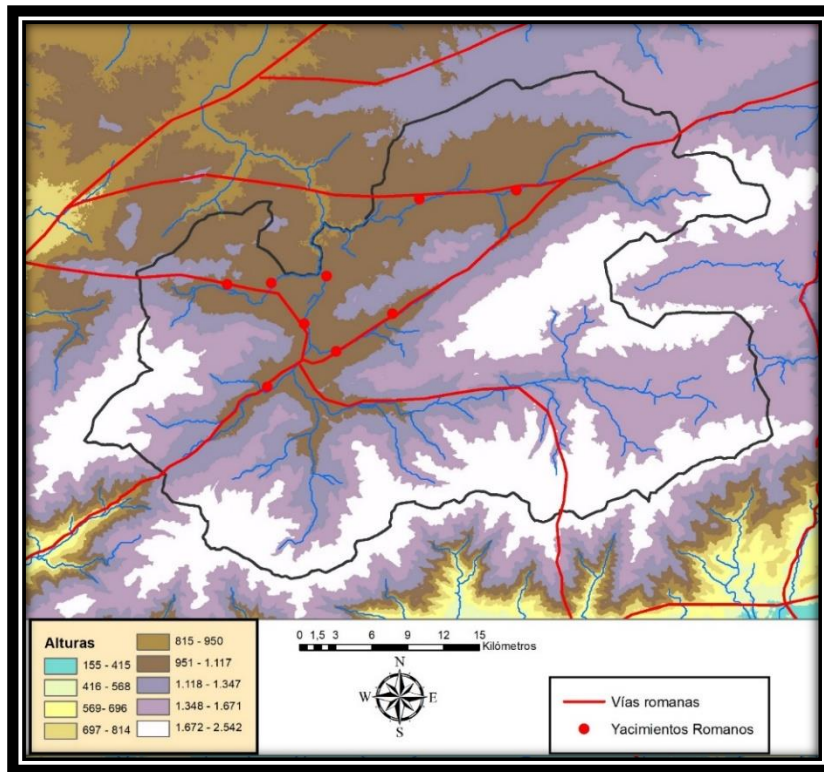 Alturas
155 - 415
416 - 568
569- 696
697 - 814
815 - 950
951 - 1.117
1.118 - 1.347
1.348 - 1.671
1.672 - 2.542
0 1,5 3 6 9 12 15
Kilómetros
N
W E
S
Vías romanas
Yacimientos Romanos